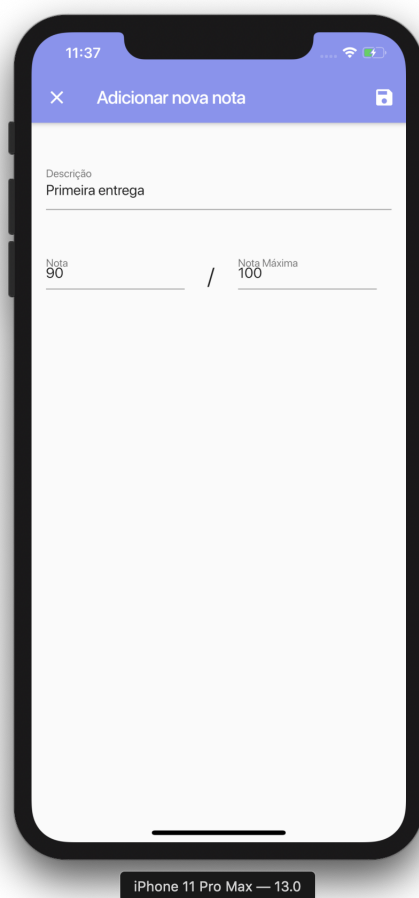 11:37
Adicionar nova nota
Descrição
Primeira entrega
Nota
90
/
Nota Máxima
100
iPhone 11 Pro Max — 13.0